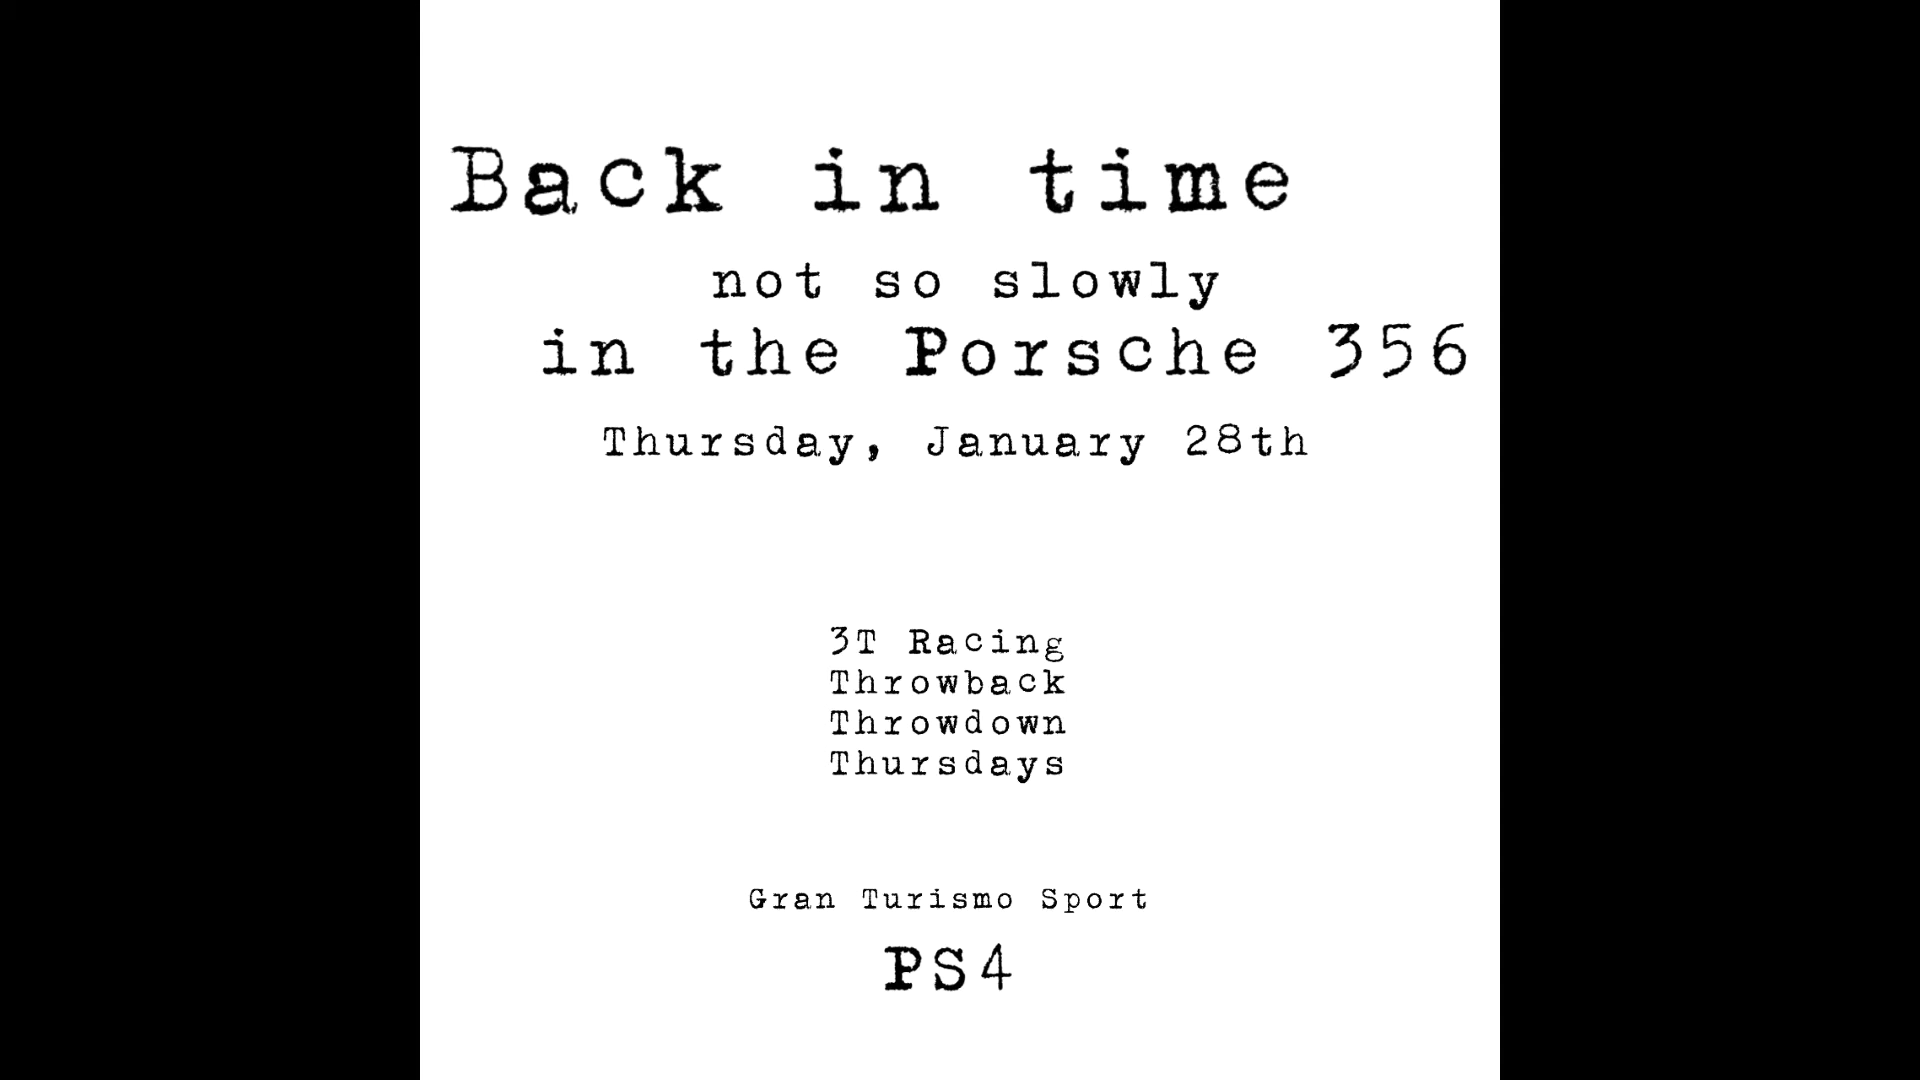 Back in time
not so slowly
in the Porsche 356
Thursday, January 28th
3T Racing
Throwback
Throwdown
Thursdays
Gran Turismo Sport
PS4